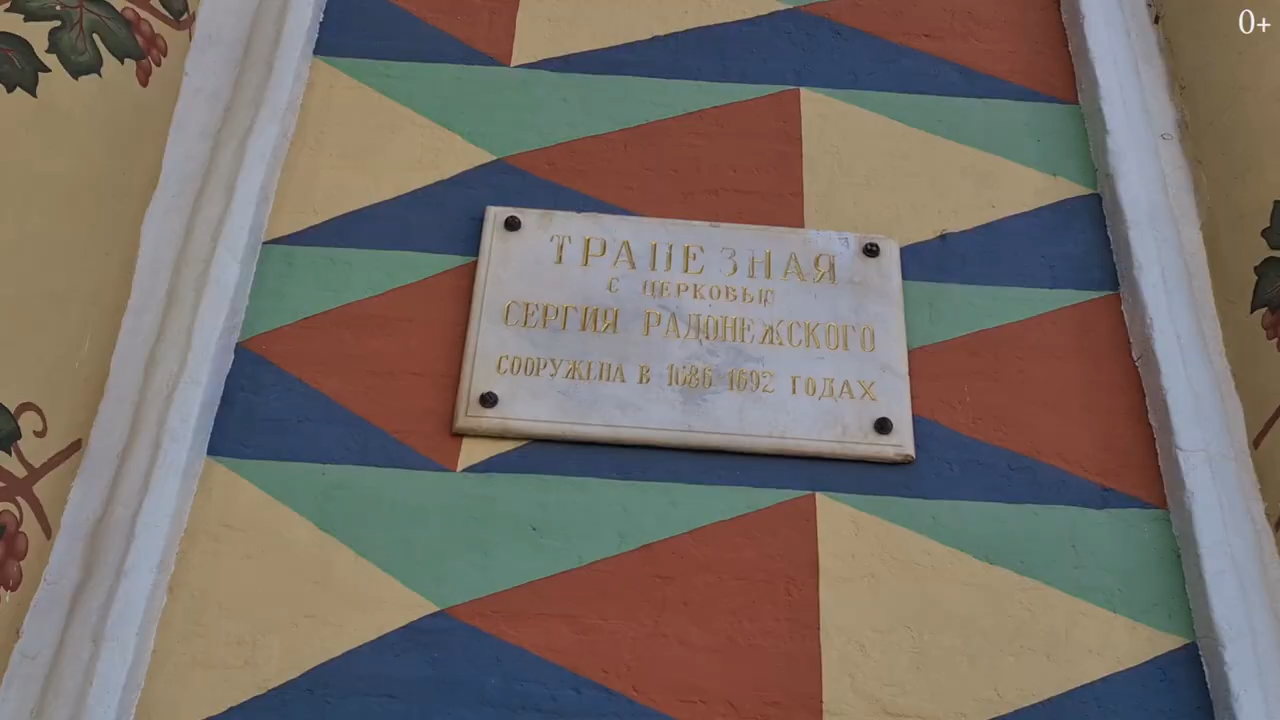 0+
ТРАПЕЗНАЯ
С ЦЕРКОВЬЮ
СЕРГИЯ РАДОНЕЖСКОГО
СООРУЖЕНА В 1686 1692 ГОДАХ